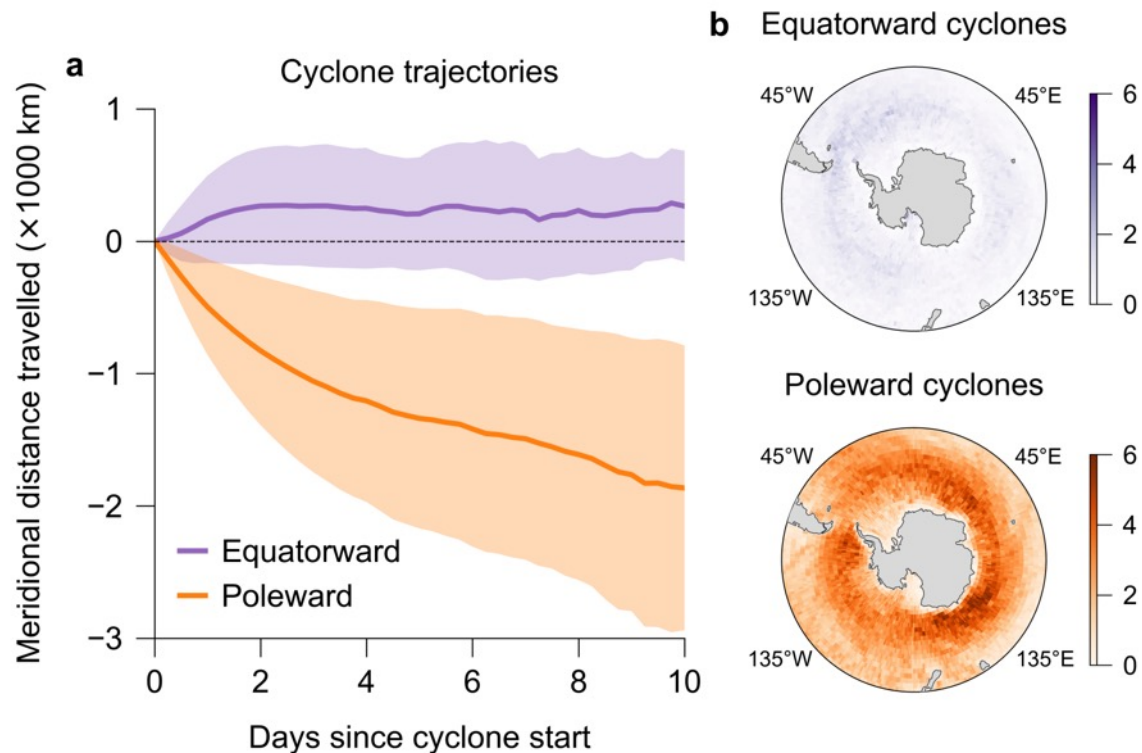 a
Cyclone trajectories
Meridional distance travelled (×1000 km)
1
0
−1
−2
−3
Equatorward
Poleward
0 2 4 6 8 10
Days since cyclone start
b
Equatorward cyclones
45°W 45°E
135°W 135°E
6
4
2
0
Poleward cyclones
45°W 45°E
135°W 135°E
6
4
2
0